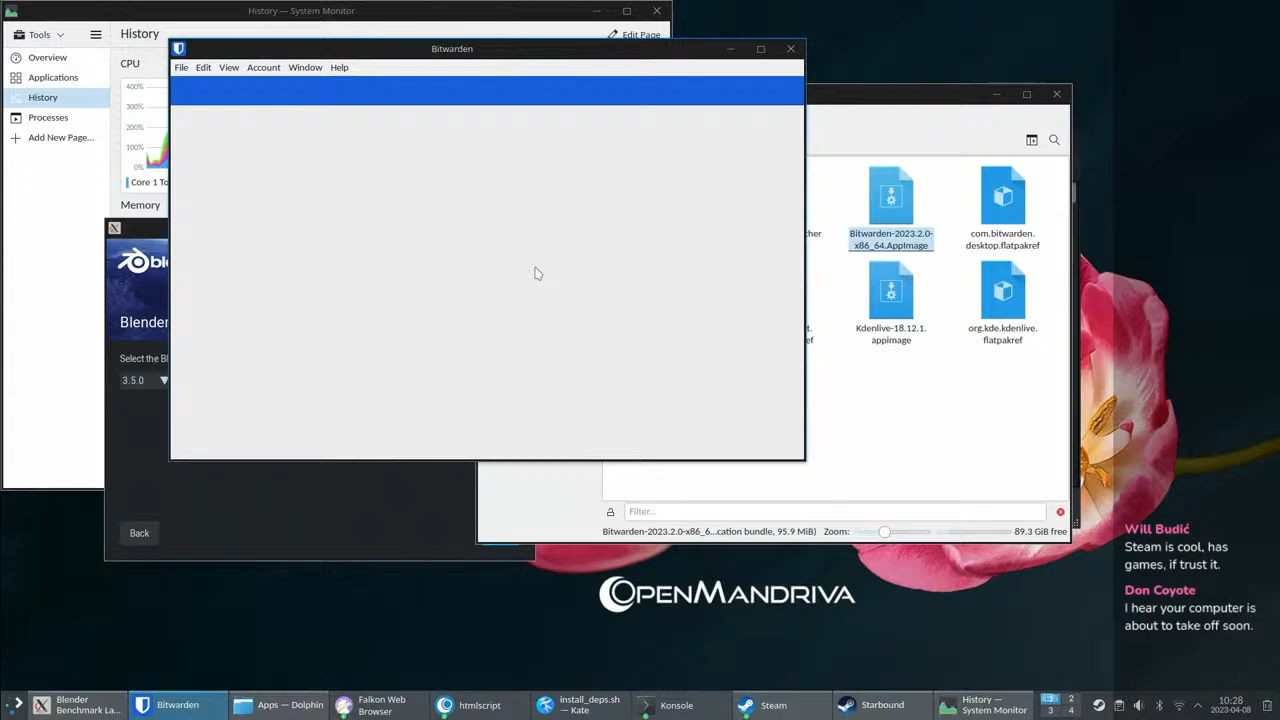 History — System Monitor
Tools
History
Edit Page
Overview
Applications
History
Processes
Add New Page...
CPU
400%
300%
200%
100%
0%
Core 1 To
Memory
Bitwarden
File Edit View Account Window Help
Bitwarden-2023.2.0-
x86_64.AppImage
com.bitwarden.
desktop.flatpakref
Kdenlive-18.12.1.
appimage
org.kde.kdenlive.
flatpakref
Filter...
Bitwarden-2023.2.0-x86_6...cation bundle, 95.9 MiB)
Zoom:
89.3 GiB free
Blender
Select the Bl
3.5.0
Back
OPENMANDRIVA
Will Budić
Steam is cool, has
games, if trust it.
Don Coyote
I hear your computer is
about to take off soon.
Blender
Benchmark La...
Bitwarden
Apps — Dolphin
Falkon Web
Browser
htmlscript
install_deps.sh
— Kate
Konsole
Steam
Starbound
History —
System Monitor
1 2
3 4
10:28
2023-04-08